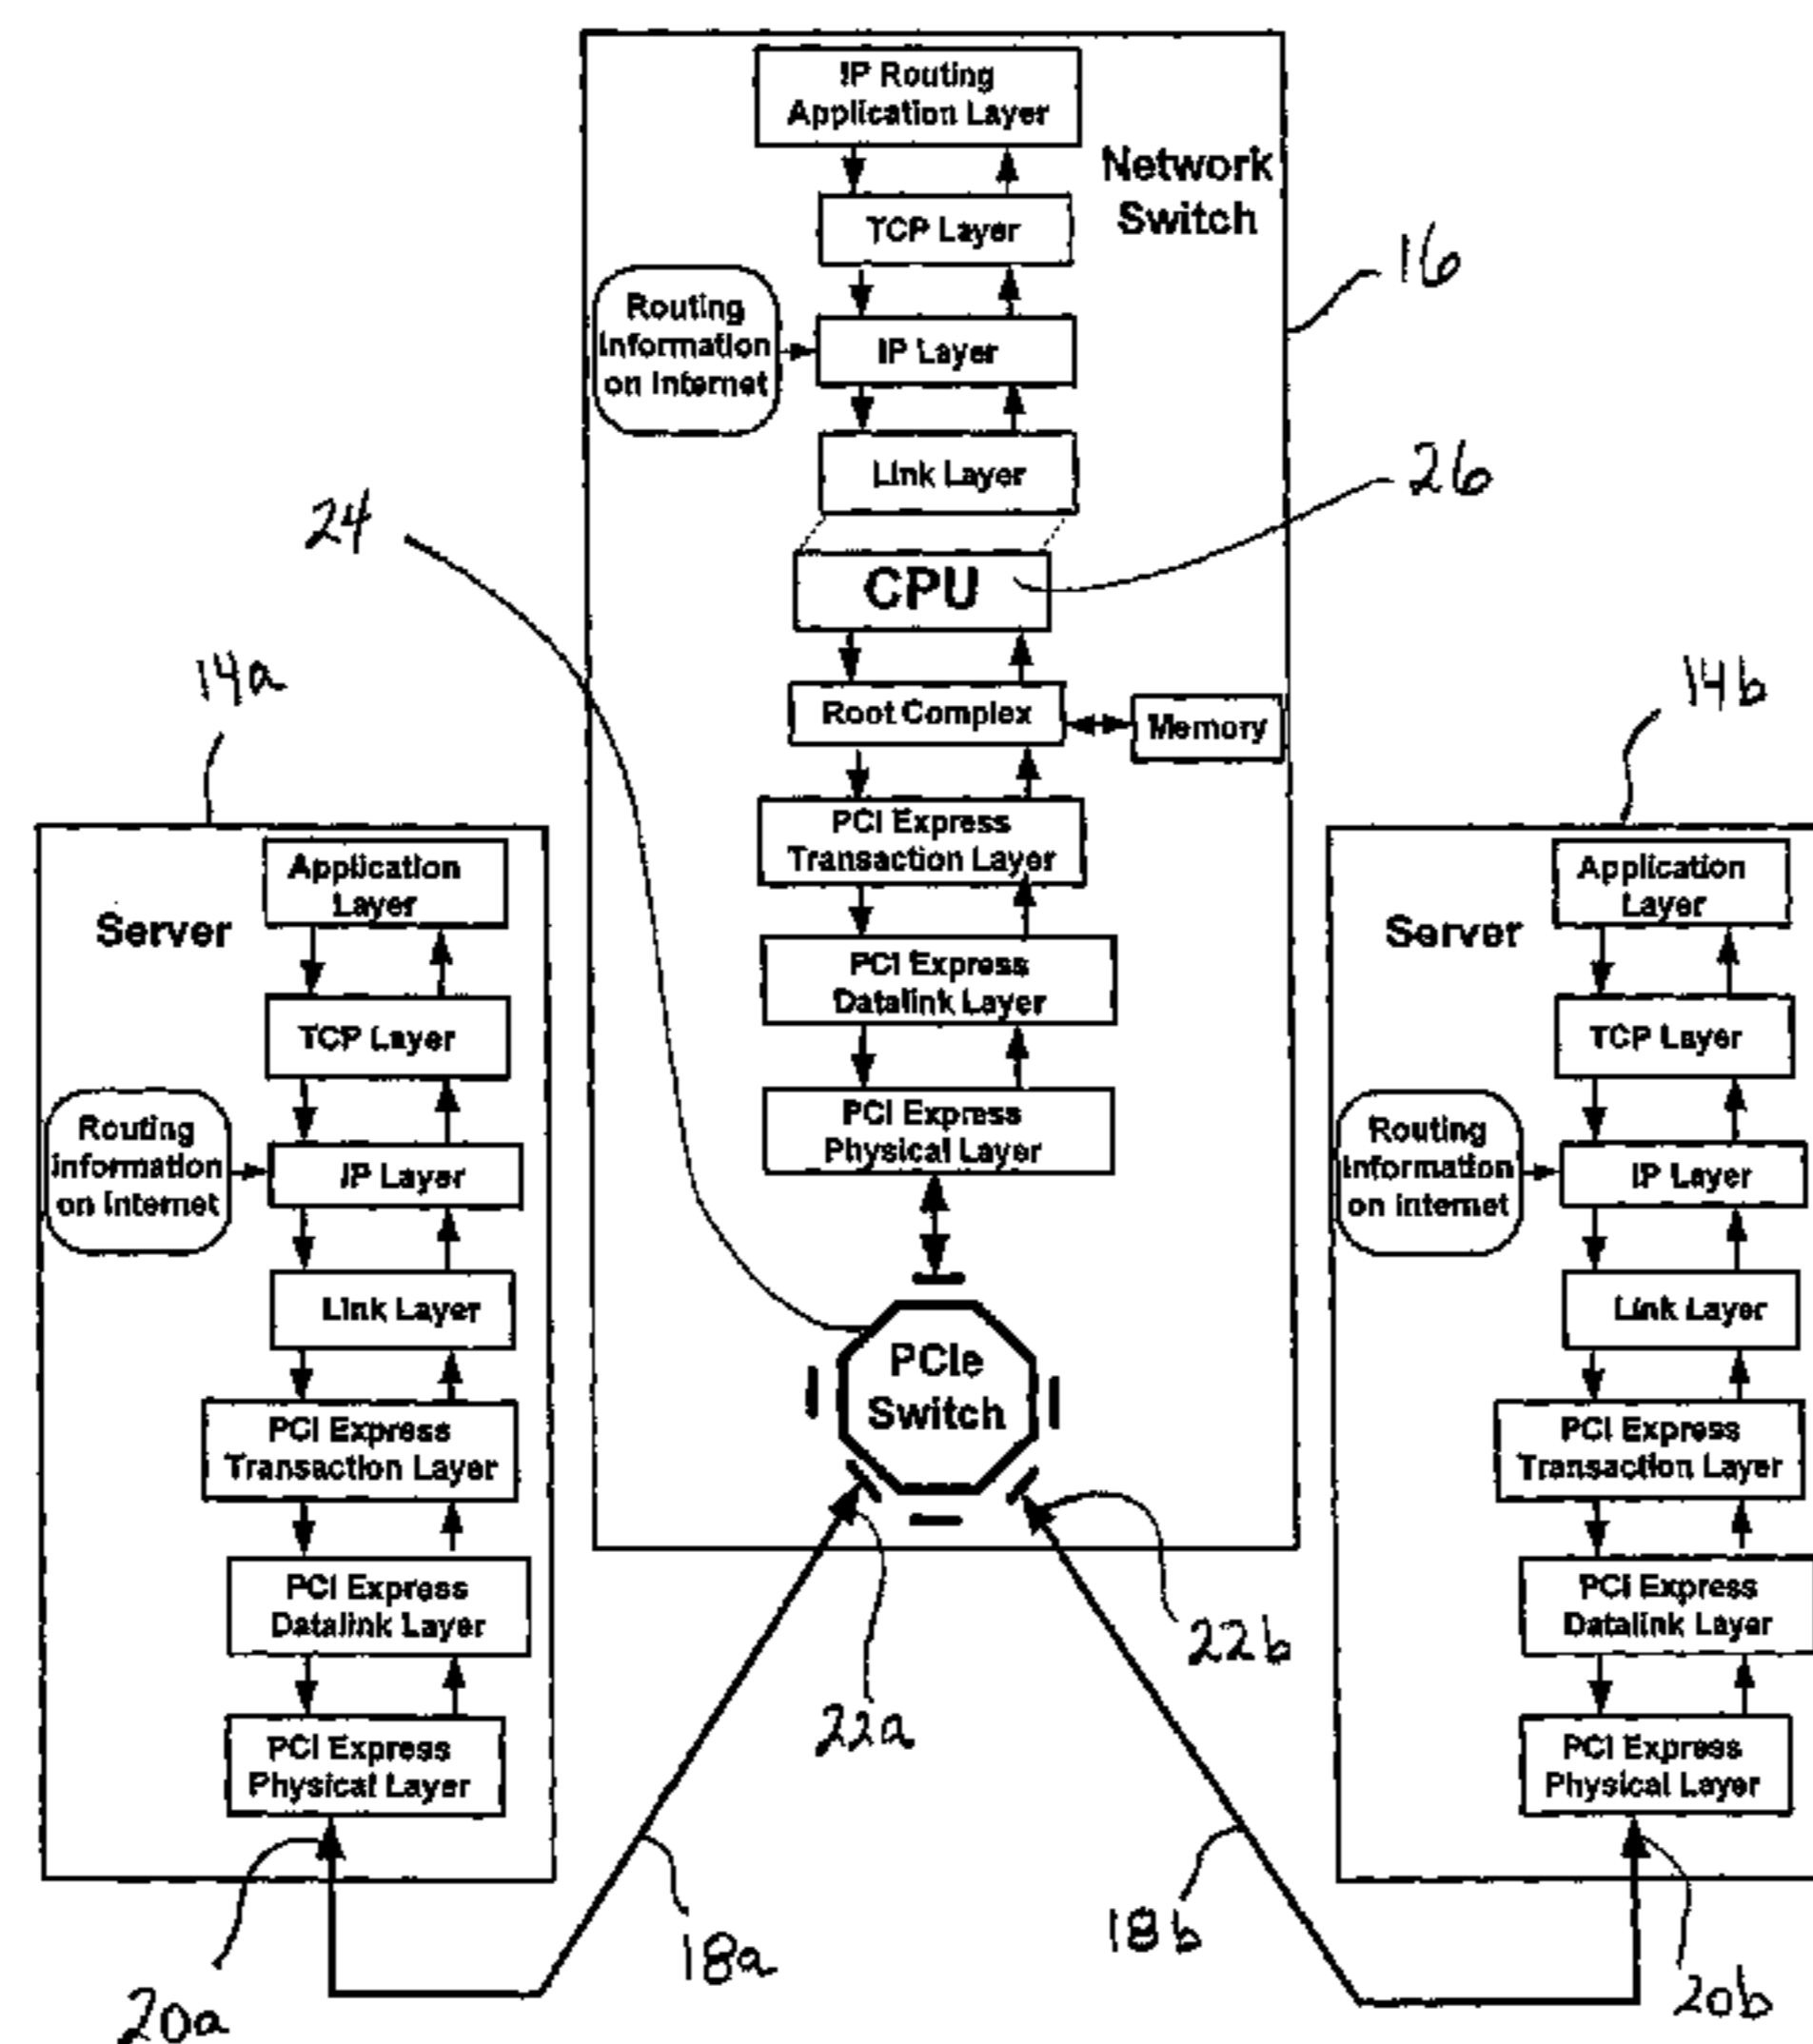 IP Routing
Application Layer
Network
Switch
TCP Layer
16
Routing
Information
on Internet
IP Layer
Link Layer
26
24
CPU
14a
Root Complex
Memory
14b
PCI Express
Transaction Layer
Application
Layer
Server
PCI Express
Datalink Layer
Application
Layer
Server
TCP Layer
PCI Express
Physical Layer
TCP Layer
Routing
Information
on Internet
IP Layer
Routing
Information
on Internet
IP Layer
Link Layer
PCIe
Switch
Link Layer
PCI Express
Transaction Layer
PCI Express
Transaction Layer
PCI Express
Datalink Layer
22b
PCI Express
Datalink Layer
22a
PCI Express
Physical Layer
PCI Express
Physical Layer
18a
18b
20a
20b